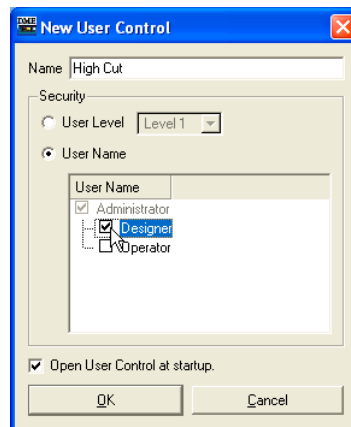 DME New User Control
Name High Cut
Security
User Level Level 1
User Name
User Name
Administrator
Designer
Operator
Open User Control at startup.
OK Cancel